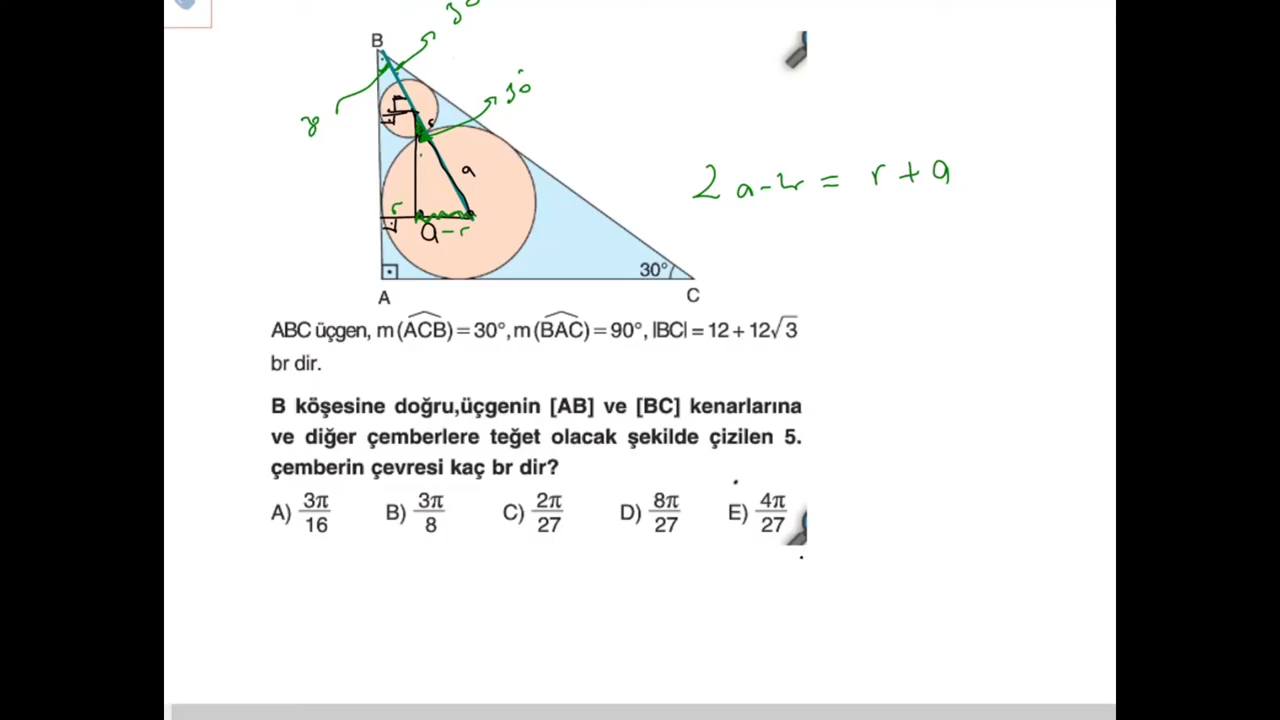 30
B
30°
r
r
a
2a-2r = r+a
r
a-r
30°
A
C
ABC üçgen, m(ACB) = 30°, m(BAC) = 90°, |BC| = 12 + 12√3
br dir.
B köşesine doğru,üçgenin [AB] ve [BC] kenarlarına
ve diğer çemberlere teğet olacak şekilde çizilen 5.
çemberin çevresi kaç br dir?
A) 3π/16 B) 3π/8 C) 2π/27 D) 8π/27 E) 4π/27